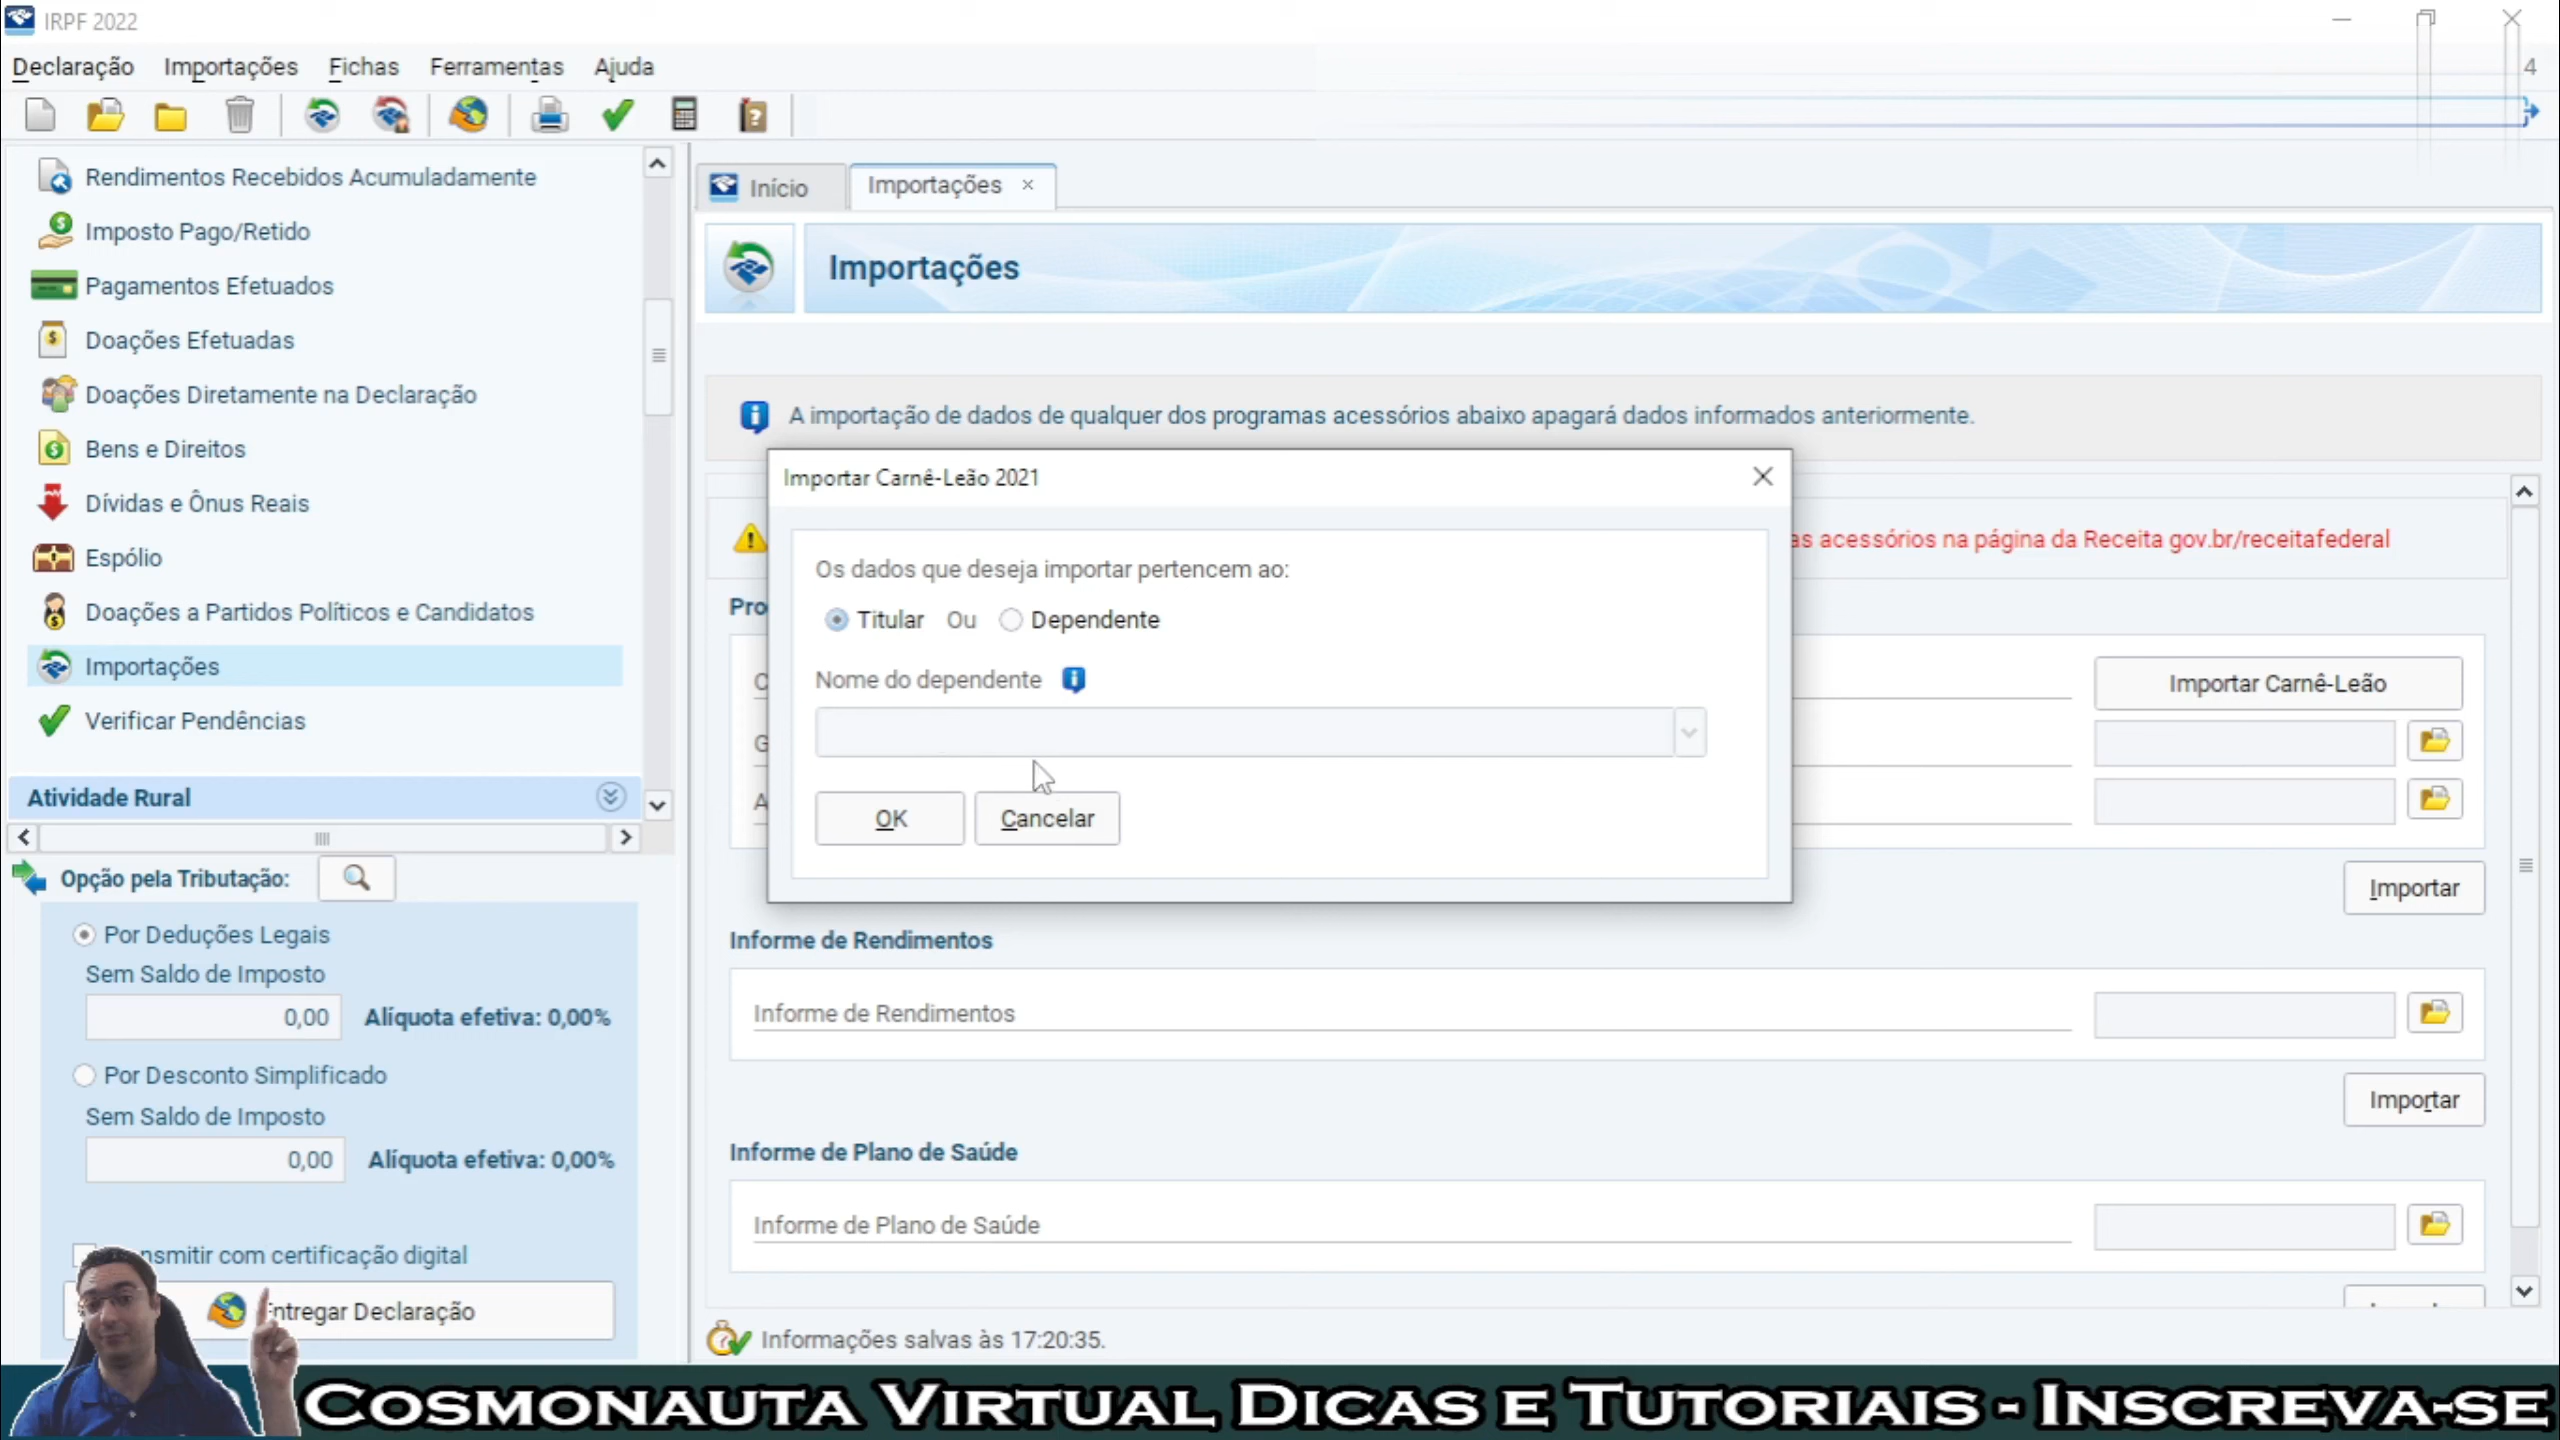 IRPF 2022
Declaração Importações Fichas Ferramentas Ajuda
4
Rendimentos Recebidos Acumuladamente
Imposto Pago/Retido
Pagamentos Efetuados
Doações Efetuadas
Doações Diretamente na Declaração
Bens e Direitos
Dívidas e Ônus Reais
Espólio
Doações a Partidos Políticos e Candidatos
Importações
Verificar Pendências
Atividade Rural
Opção pela Tributação:
Por Deduções Legais
Sem Saldo de Imposto
0,00 Alíquota efetiva: 0,00%
Por Desconto Simplificado
Sem Saldo de Imposto
0,00 Alíquota efetiva: 0,00%
nsmitir com certificação digital
ntregar Declaração
Início Importações
Importações
A importação de dados de qualquer dos programas acessórios abaixo apagará dados informados anteriormente.
as acessórios na página da Receita gov.br/receitafederal
Pro
C
Importar Carnê-Leão
G
A
Importar Carnê-Leão 2021
Os dados que deseja importar pertencem ao:
Titular Ou Dependente
Nome do dependente
OK Cancelar
Importar
Informe de Rendimentos
Informe de Rendimentos
Importar
Informe de Plano de Saúde
Informe de Plano de Saúde
Informações salvas às 17:20:35.
Cosmonauta Virtual Dicas e Tutoriais - Inscreva-se